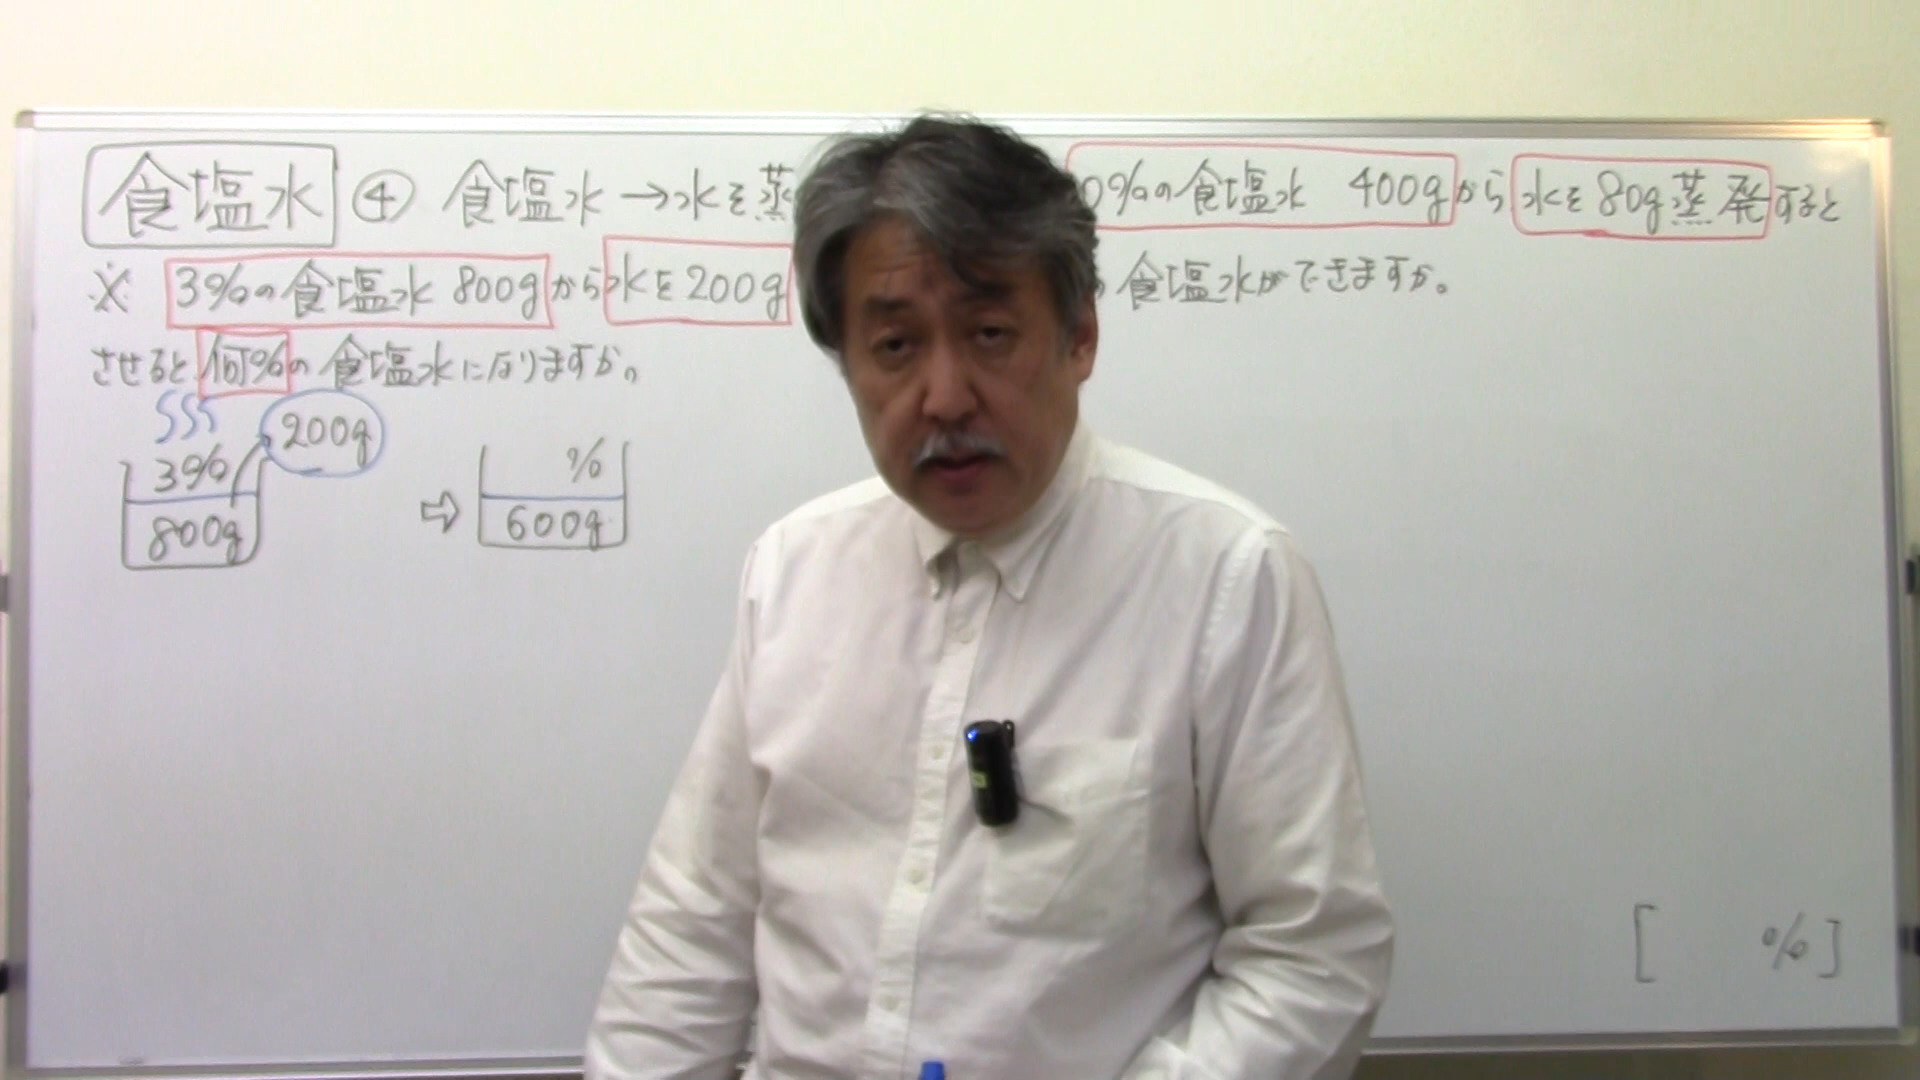 食塩水 ④ 食塩水→水を蒸
※ 3%の食塩水 800gから水を200g
させると何%の食塩水になりますか。
200g
3%
800g
⇨
%
600g
0%の食塩水 400gから水を80g蒸発すると
食塩水ができますか。
[ %]